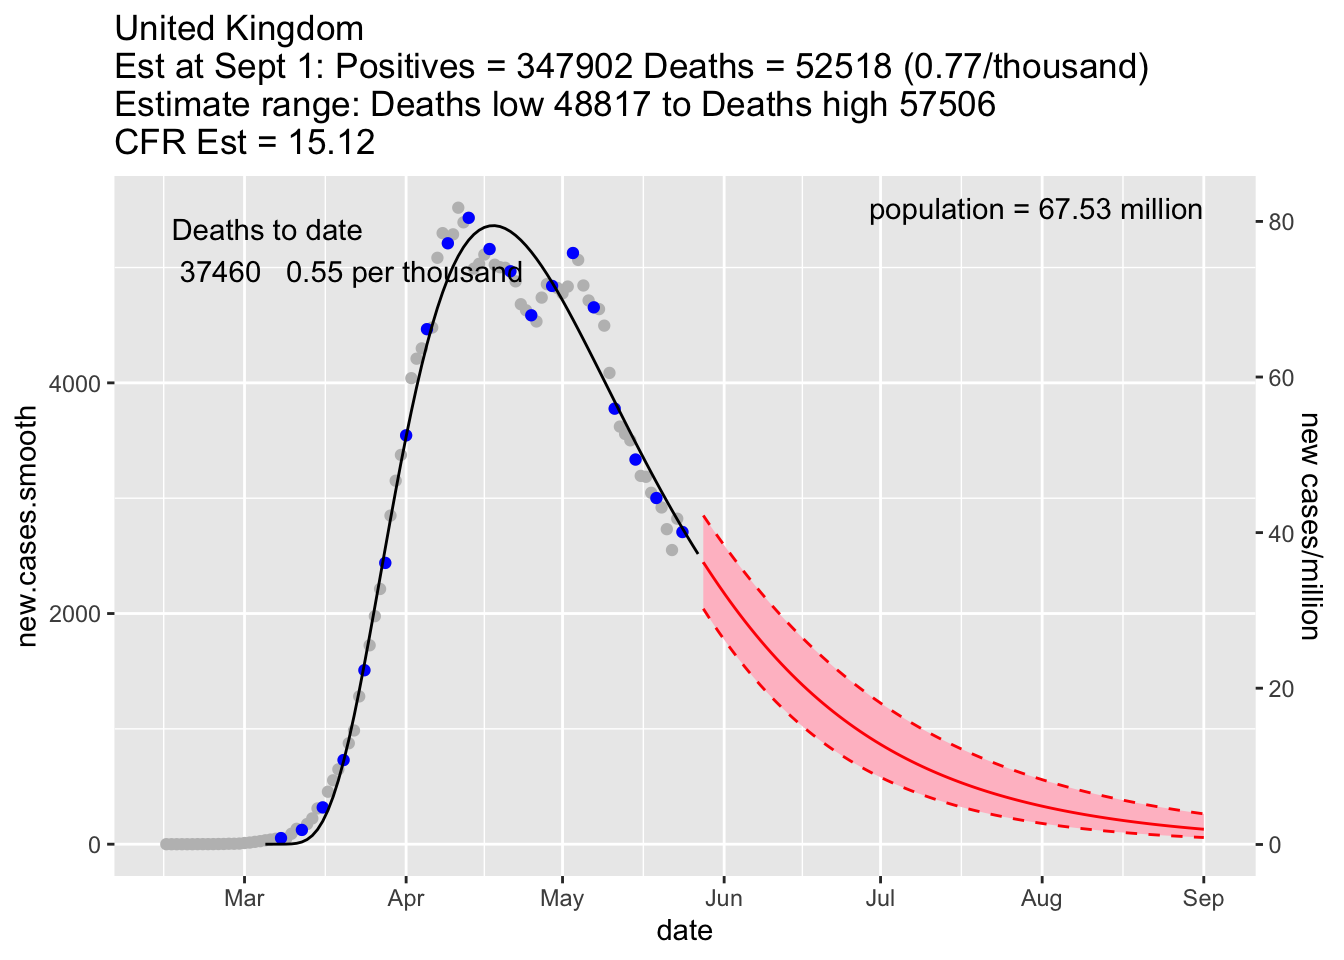 United Kingdom
Est at Sept 1: Positives = 347902 Deaths = 52518 (0.77/thousand)
Estimate range: Deaths low 48817 to Deaths high 57506
CFR Est = 15.12
population = 67.53 million
Deaths to date
37460 0.55 per thousand
new.cases.smooth
4000
2000
0
80
60
40
20
0
new cases/million
Mar Apr May Jun Jul Aug Sep
date